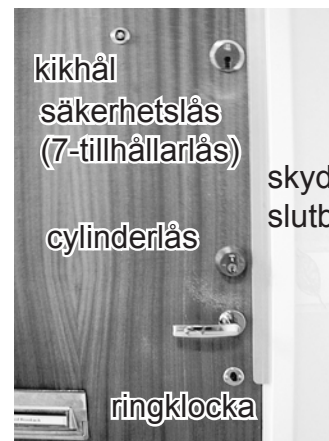 kikhål
säkerhetslås
(7-tillhållarlås)
skyd
slutb
cylinderlås
ringklocka